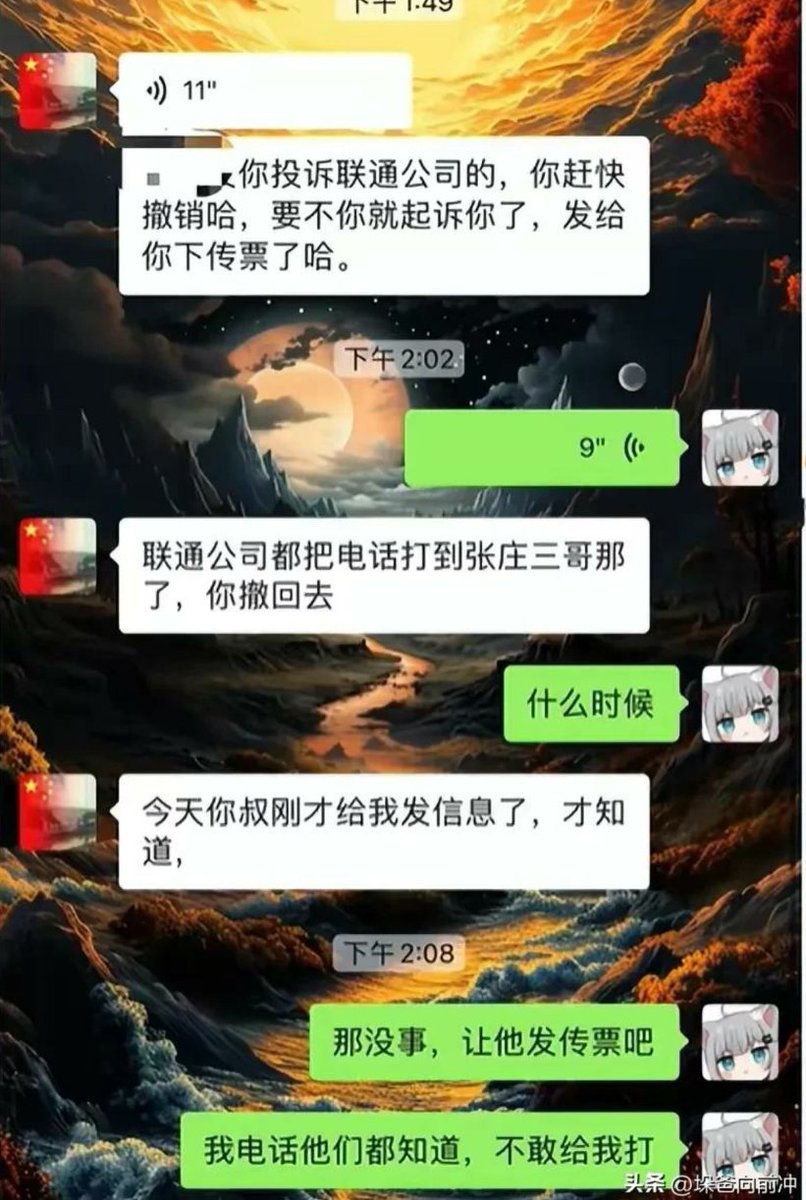 下午1:49
11"
你投诉联通公司的，你赶快
撤销哈，要不你就起诉你了，发给
你下传票了哈。
下午2:02
9"
联通公司都把电话打到张庄三哥那
了，你撤回去
什么时候
今天你叔刚才给我发信息了，才知
道，
下午2:08
那没事，让他发传票吧
我电话他们都知道，不敢给我打
头条 @垛爸向前冲